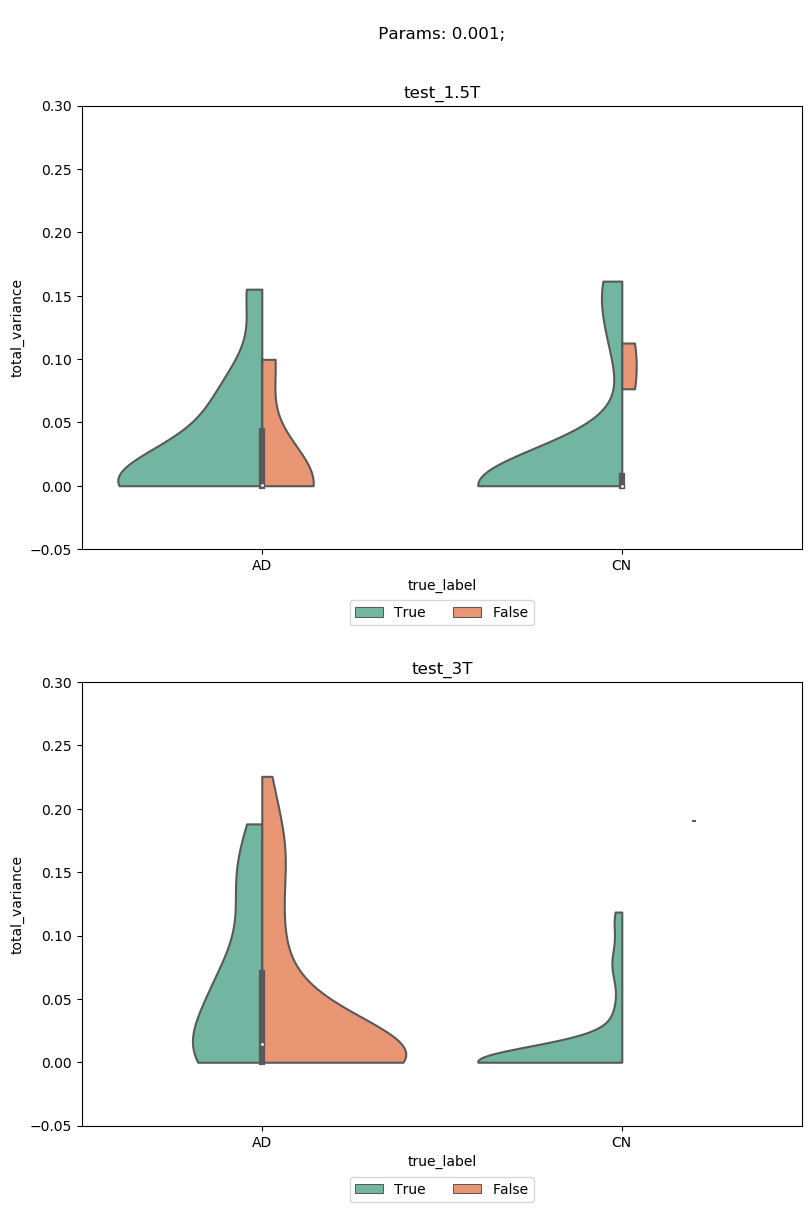 Params: 0.001;
test_1.5T
0.30
0.25
0.20
0.15
0.10
0.05
0.00
−0.05
total_variance
AD CN
true_label
True False
test_3T
0.30
0.25
0.20
0.15
0.10
0.05
0.00
−0.05
total_variance
AD CN
true_label
True False